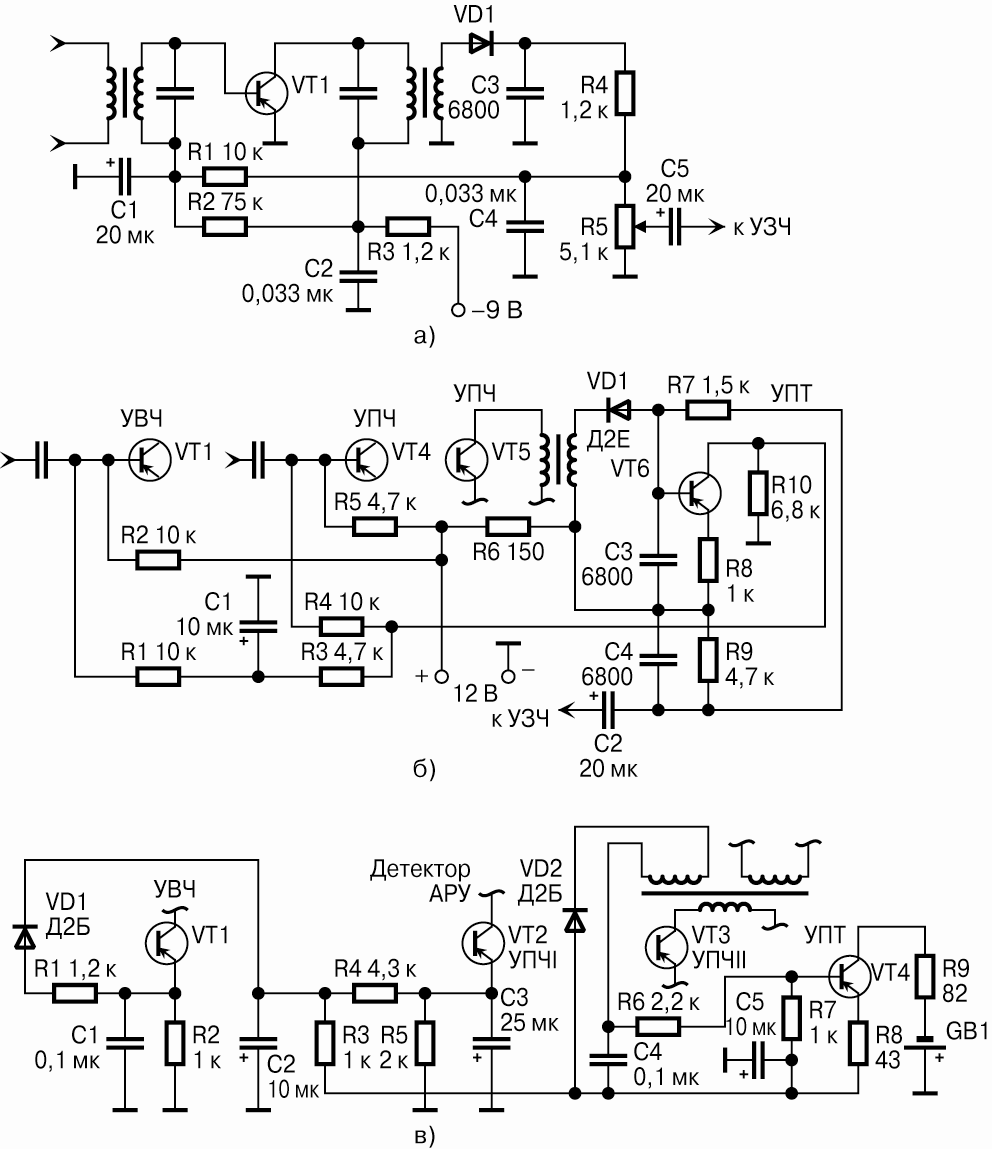 VD1
VT1
C3
6800
R4
1,2 к
R1 10 к
+
C1
20 мк
R2 75 к
R3 1,2 к
C2
0,033 мк
–9 В
0,033 мк
C4
R5
5,1 к
C5
20 мк
+
к УЗЧ
а)
УВЧ
VT1
УПЧ
VT4
УПЧ
VT5
VD1
Д2Е
R7 1,5 к
УПТ
VT6
R10
6,8 к
R5 4,7 к
R6 150
R2 10 к
C3
6800
R8
1 к
C1
10 мк
+
R4 10 к
R1 10 к
R3 4,7 к
+
12 В
–
C4
6800
R9
4,7 к
к УЗЧ
+
C2
20 мк
б)
VD1
Д2Б
УВЧ
VT1
R1 1,2 к
C1
0,1 мк
R2
1 к
+
C2
10 мк
Детектор
АРУ
VT2
УПЧI
R4 4,3 к
R3
1 к
R5
2 к
C3
25 мк
+
VD2
Д2Б
VT3
УПЧII
УПТ
VT4
R6 2,2 к
C4
0,1 мк
C5
10 мк
+
R7
1 к
R8
43
R9
82
GB1
+
в)